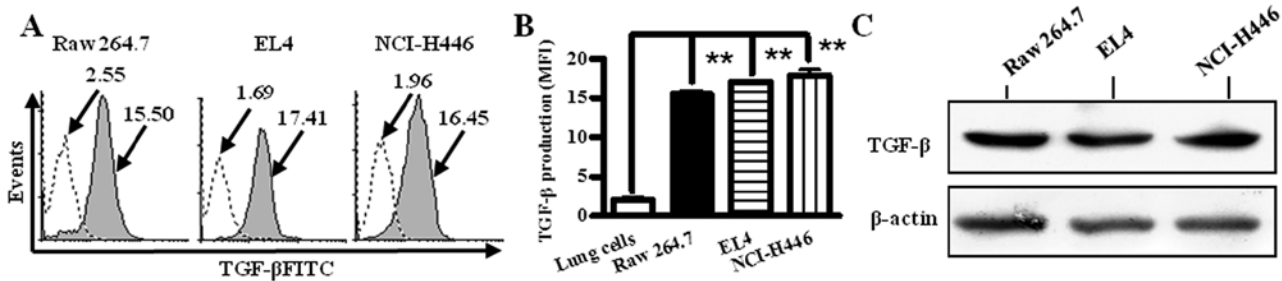 A
Raw 264.7
EL4
NCI-H446
2.55
15.50
1.69
17.41
1.96
16.45
Events
TGF-βFITC
B
TGF-β production (MFI)
20
15
10
5
0
** ** **
Lung cells
Raw 264.7
EL4
NCI-H446
C
Raw 264.7
EL4
NCI-H446
TGF-β
β-actin